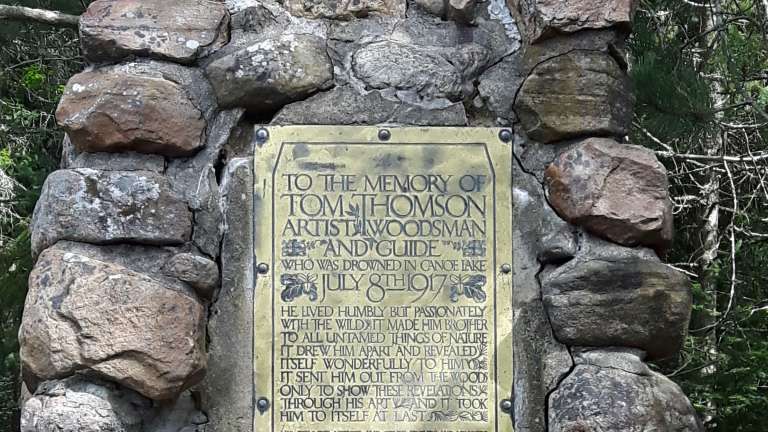 TO THE MEMORY OF
TOM THOMSON
ARTIST WOODSMAN
AND GUIDE
WHO WAS DROWNED IN CANOE LAKE
JULY 8TH 1917
HE LIVED HUMBLY BUT PASSIONATELY
WITH THE WILD IT MADE HIM BROTHER
TO ALL UNTAMED THINGS OF NATURE
IT DREW HIM APART AND REVEALED
ITSELF WONDERFULLY TO HIM
IT SENT HIM OUT FROM THE WOODS
ONLY TO SHOW THESE REVELATIONS
THROUGH HIS ART AND IT TOOK
HIM TO ITSELF AT LAST